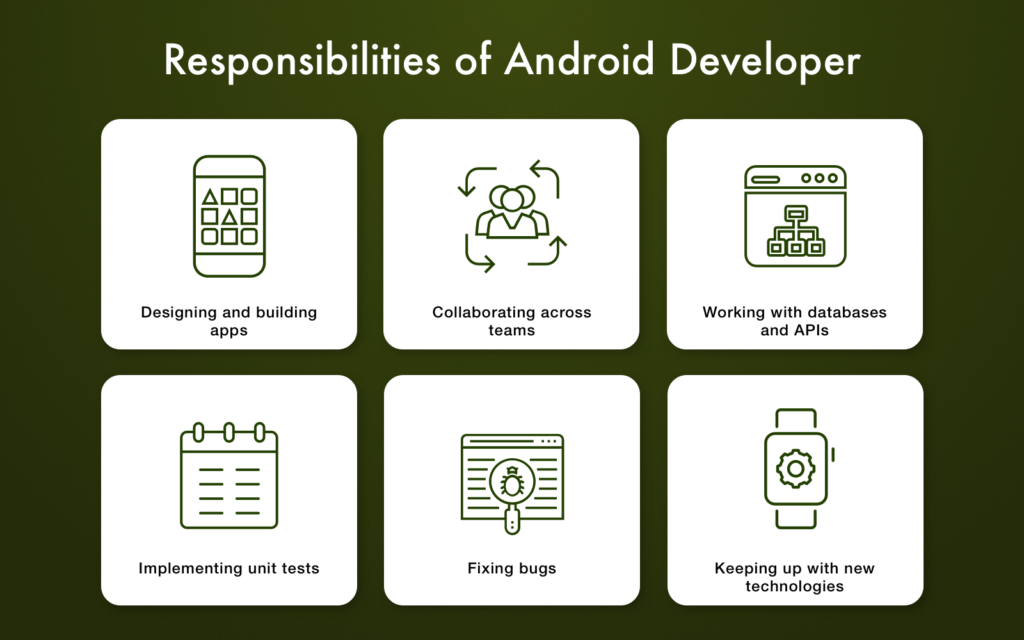 Responsibilities of Android Developer
Designing and building
apps
Collaborating across
teams
Working with databases
and APIs
Implementing unit tests
Fixing bugs
Keeping up with new
technologies